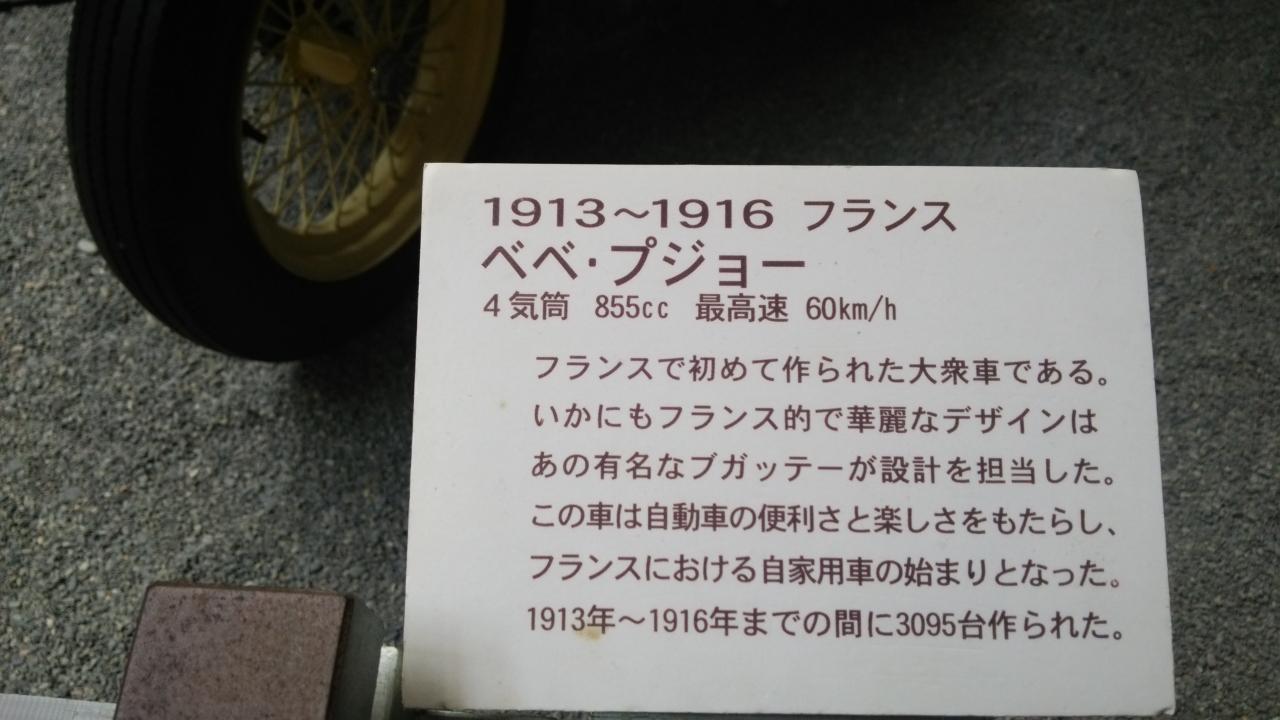 1913～1916 フランス
ベベ・プジョー
4気筒 855cc 最高速 60km/h
フランスで初めて作られた大衆車である。
いかにもフランス的で華麗なデザインは
あの有名なブガッテーが設計を担当した。
この車は自動車の便利さと楽しさをもたらし、
フランスにおける自家用車の始まりとなった。
1913年～1916年までの間に3095台作られた。